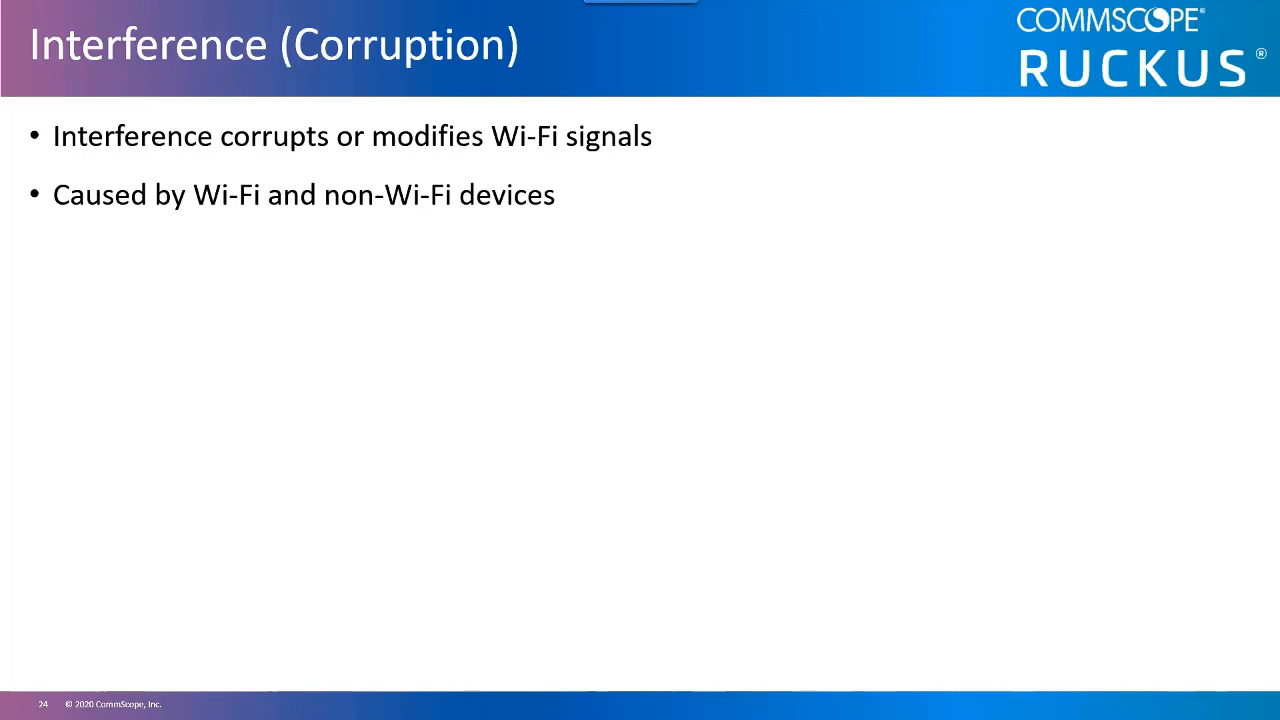 Interference (Corruption)
COMMSCOPE®
RUCKUS®
• Interference corrupts or modifies Wi-Fi signals
• Caused by Wi-Fi and non-Wi-Fi devices
24 © 2020 CommScope, Inc.